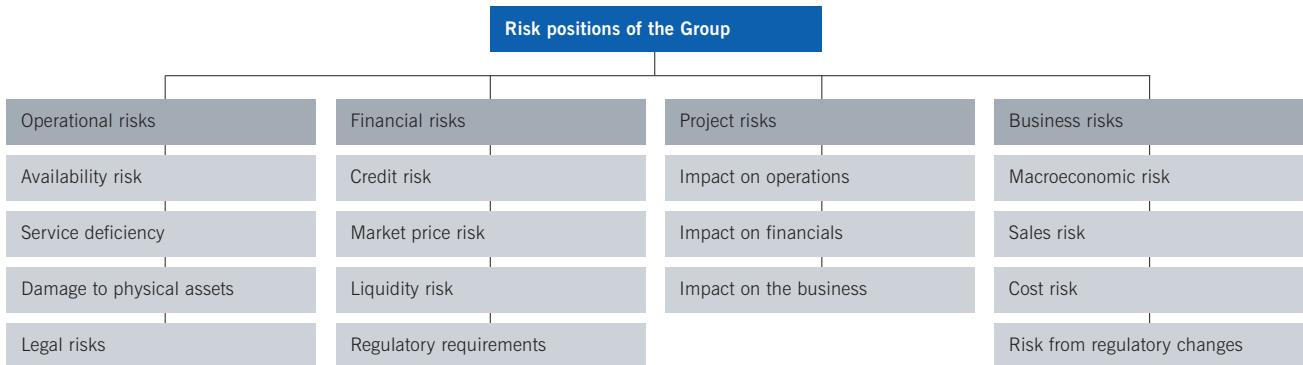 Risk positions of the Group
Operational risks
Availability risk
Service deficiency
Damage to physical assets
Legal risks
Financial risks
Credit risk
Market price risk
Liquidity risk
Regulatory requirements
Project risks
Impact on operations
Impact on financials
Impact on the business
Business risks
Macroeconomic risk
Sales risk
Cost risk
Risk from regulatory changes